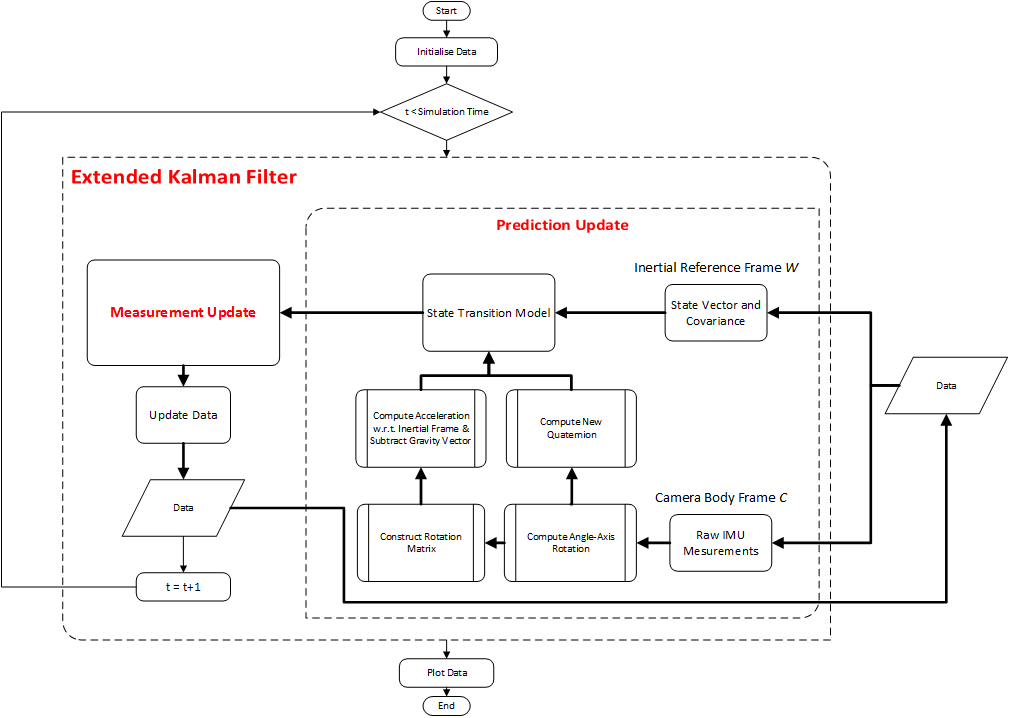 Start
Initialise Data
t < Simulation Time
Extended Kalman Filter
Prediction Update
Inertial Reference Frame W
Measurement Update
State Transition Model
State Vector and
Covariance
Data
Update Data
Compute Acceleration
w.r.t. Inertial Frame &
Subtract Gravity Vector
Compute New
Quaternion
Camera Body Frame C
Data
Construct Rotation
Matrix
Compute Angle-Axis
Rotation
Raw IMU
Mesurements
t = t+1
Plot Data
End